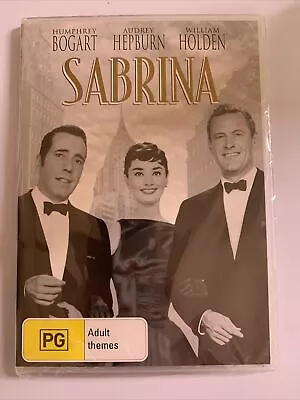 HUMPHREY AUDREY WILLIAM
BOGART HEPBURN HOLDEN
SABRINA
PG
Adult
themes